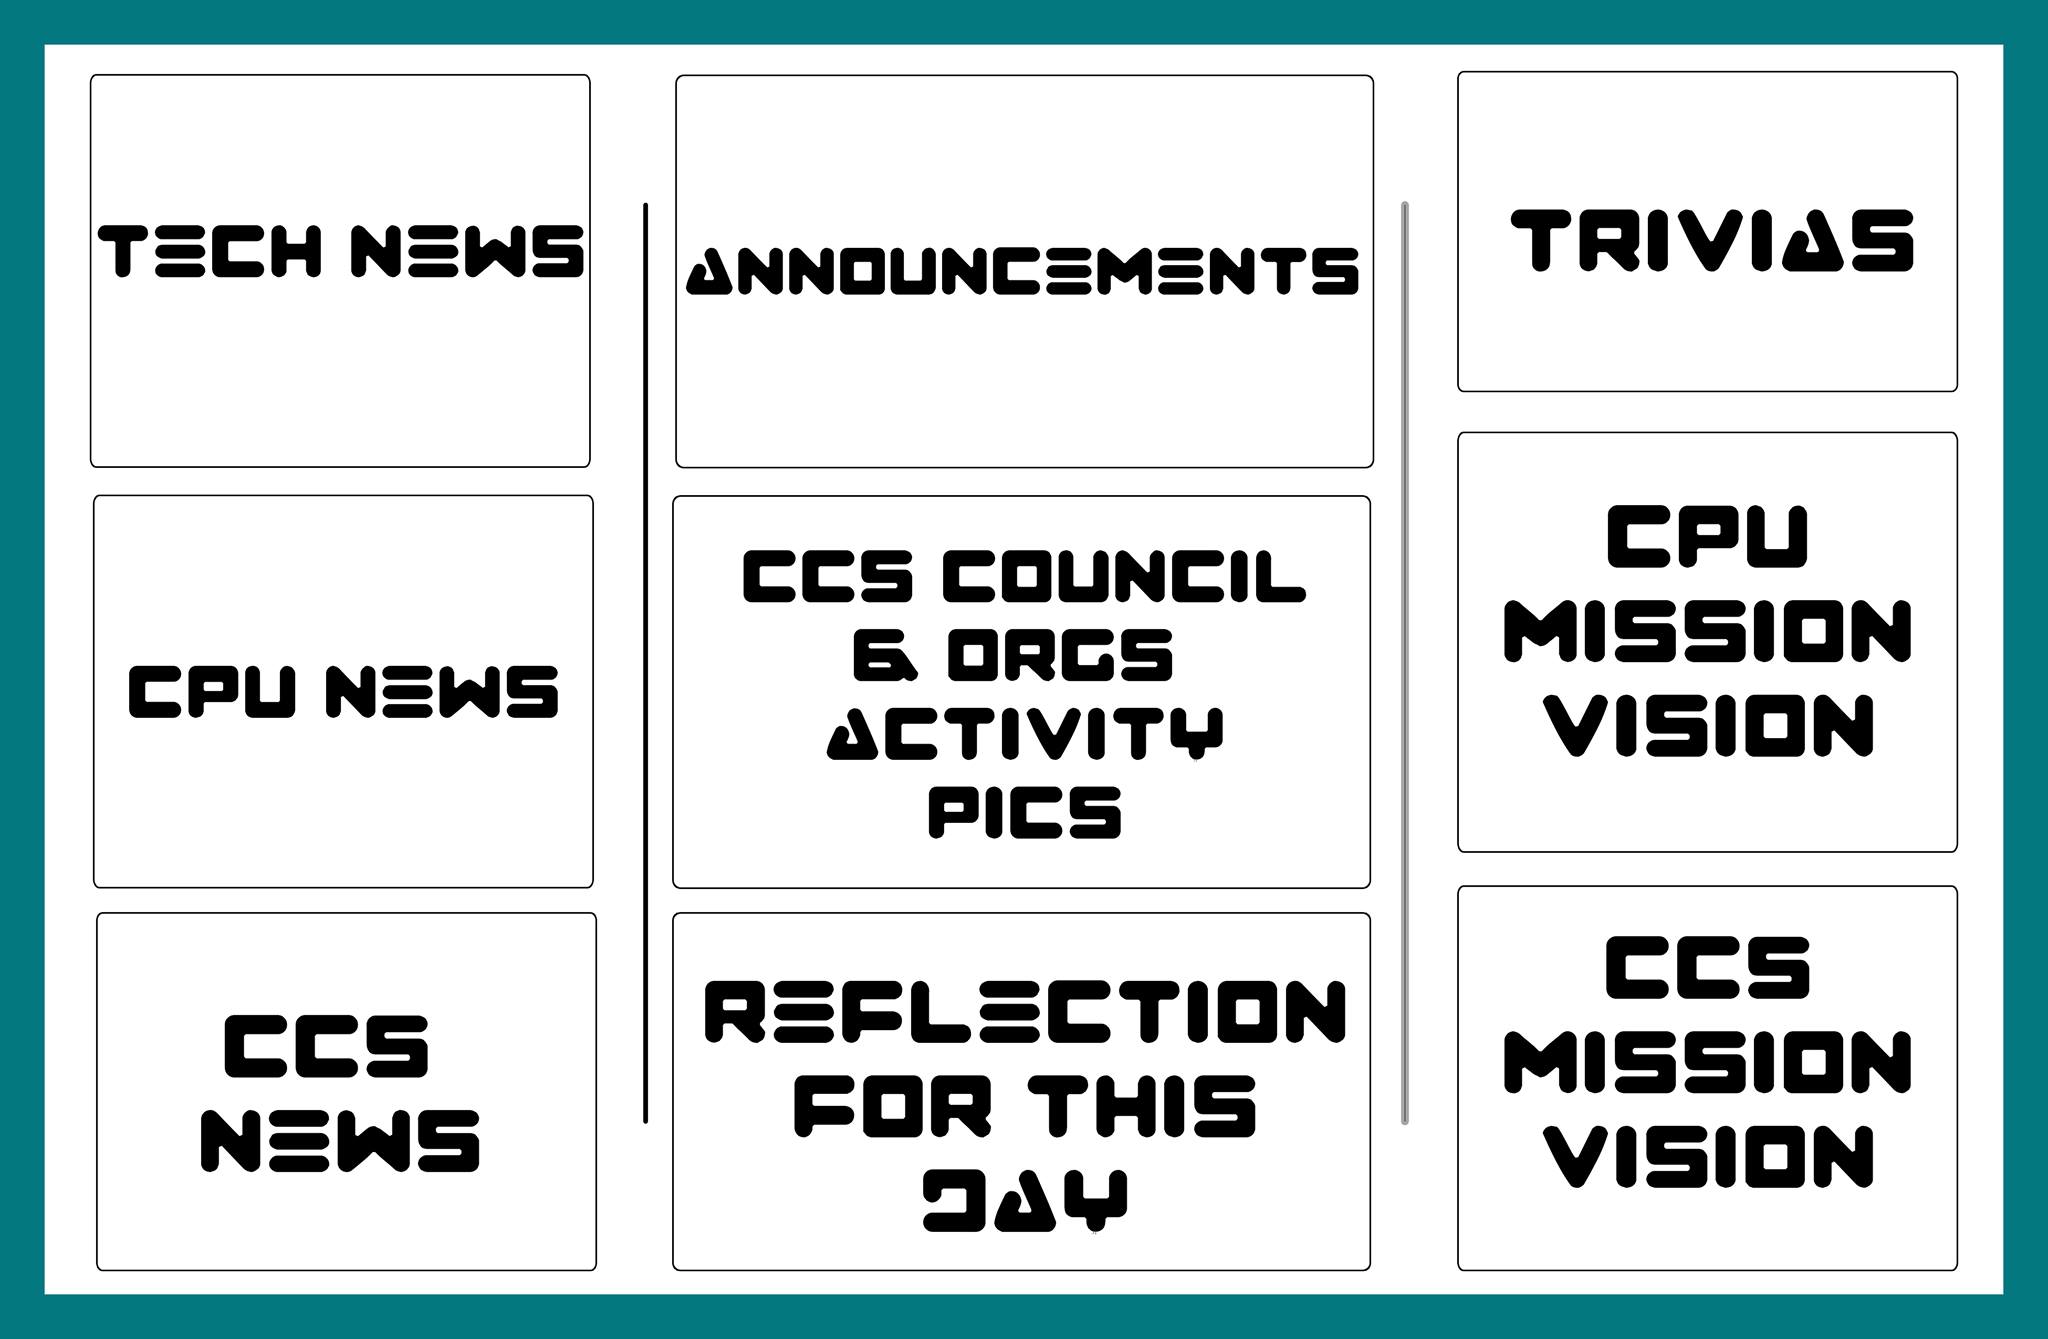 TECH NEWS
CPU NEWS
CCS
NEWS
ANNOUNCEMENTS
CCS COUNCIL
& ORGS
ACTIVITY
PICS
REFLECTION
FOR THIS
DAY
TRIVIAS
CPU
MISSION
VISION
CCS
MISSION
VISION